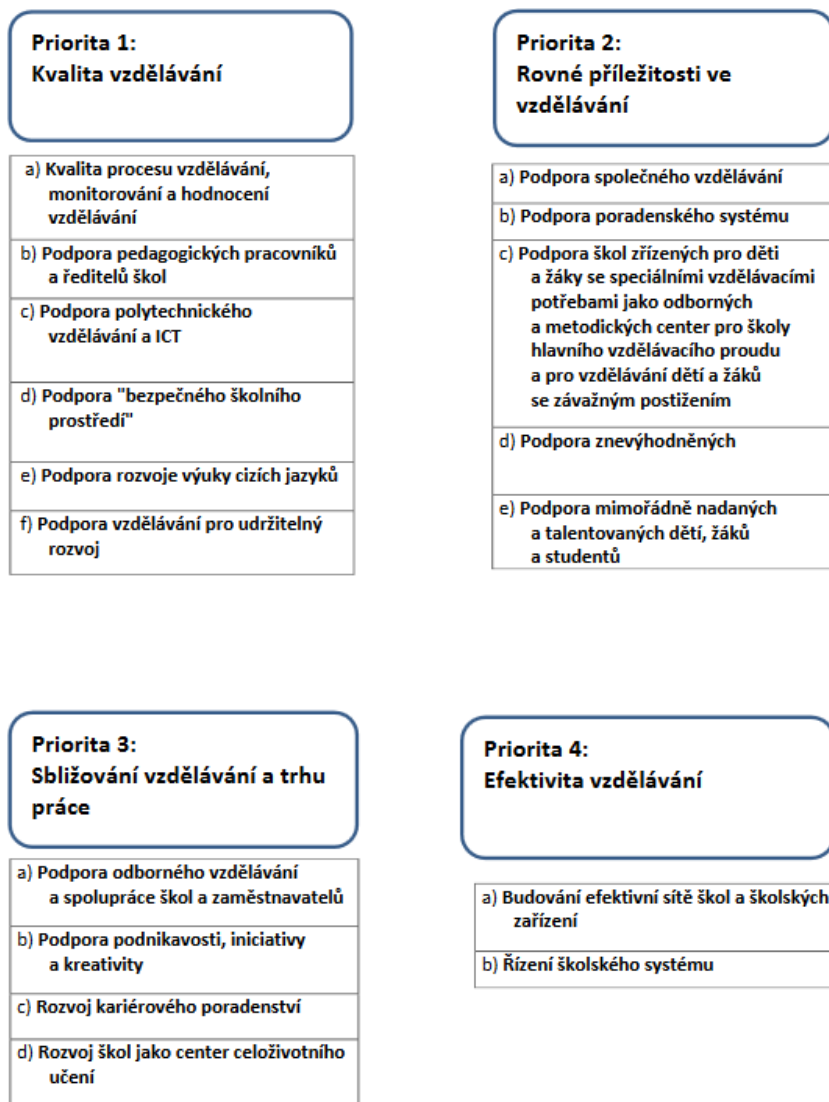 Priorita 1:
Kvalita vzdělávání
a) Kvalita procesu vzdělávání,
monitorování a hodnocení
vzdělávání
b) Podpora pedagogických pracovníků
a ředitelů škol
c) Podpora polytechnického
vzdělávání a ICT
d) Podpora "bezpečného školního
prostředí"
e) Podpora rozvoje výuky cizích jazyků
f) Podpora vzdělávání pro udržitelný
rozvoj
Priorita 2:
Rovné příležitosti ve
vzdělávání
a) Podpora společného vzdělávání
b) Podpora poradenského systému
c) Podpora škol zřízených pro děti
a žáky se speciálními vzdělávacími
potřebami jako odborných
a metodických center pro školy
hlavního vzdělávacího proudu
a pro vzdělávání dětí a žáků
se závažným postižením
d) Podpora znevýhodněných
e) Podpora mimořádně nadaných
a talentovaných dětí, žáků
a studentů
Priorita 3:
Sbližování vzdělávání a trhu
práce
a) Podpora odborného vzdělávání
a spolupráce škol a zaměstnavatelů
b) Podpora podnikavosti, iniciativy
a kreativity
c) Rozvoj kariérového poradenství
d) Rozvoj škol jako center celoživotního
učení
Priorita 4:
Efektivita vzdělávání
a) Budování efektivní sítě škol a školských
zařízení
b) Řízení školského systému